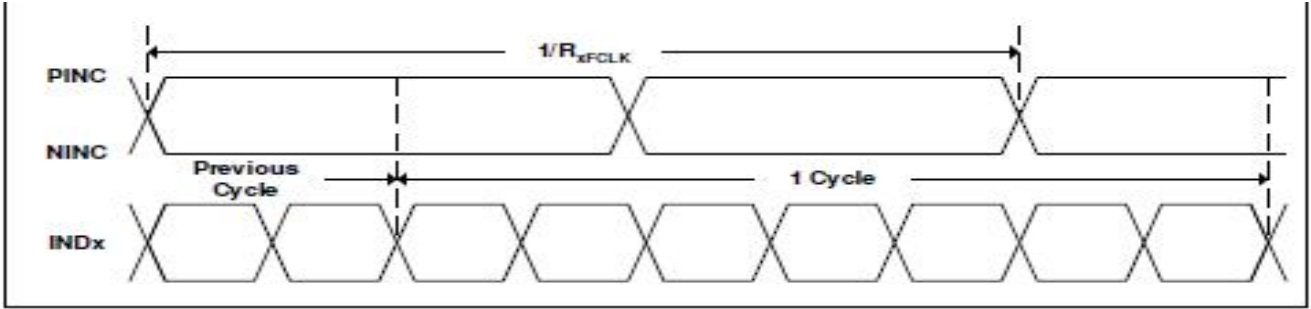 1/RxFCLK
PINC
NINC
Previous
Cycle
1 Cycle
INDx